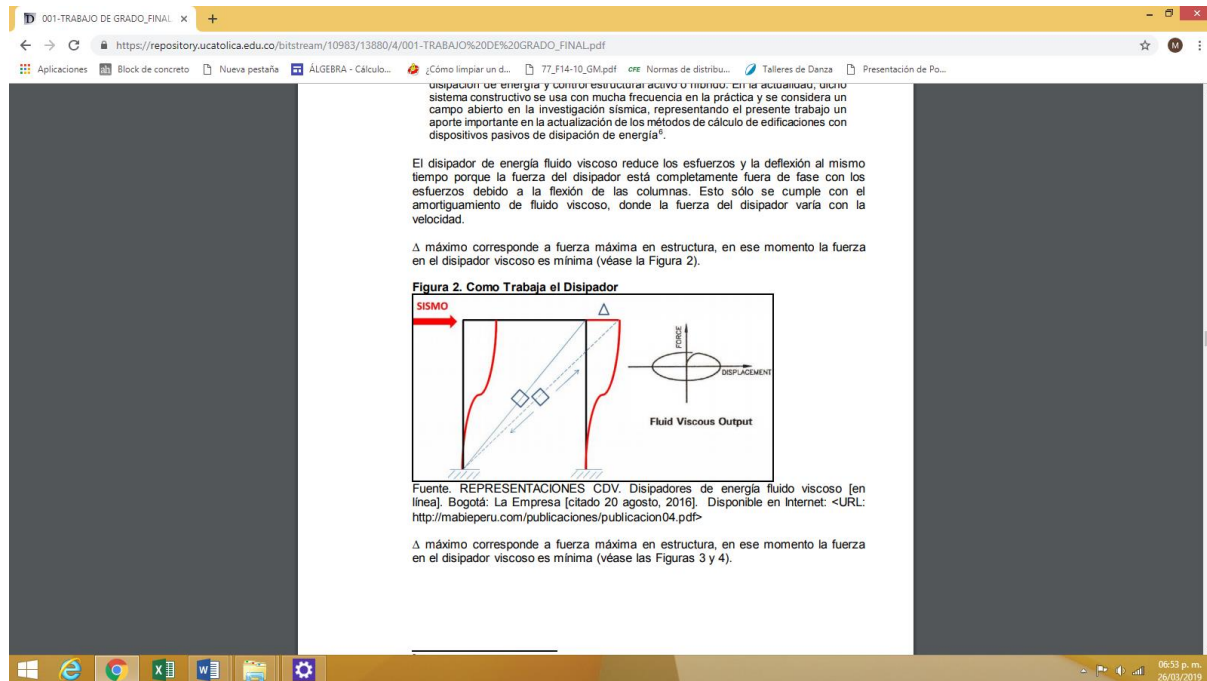 001-TRABAJO DE GRADO_FINAL
https://repository.ucatolica.edu.co/bitstream/10983/13880/4/001-TRABAJO%20DE%20GRADO_FINAL.pdf
M
Aplicaciones Block de concreto Nueva pestaña ÁLGEBRA - Cálculo... ¿Cómo limpiar un d... 77_F14-10_GM.pdf CFE Normas de distribu... Talleres de Danza Presentación de Po...
disipación de energía y control estructural activo o híbrido. En la actualidad, dicho
sistema constructivo se usa con mucha frecuencia en la práctica y se considera un
campo abierto en la investigación sísmica, representando el presente trabajo un
aporte importante en la actualización de los métodos de cálculo de edificaciones con
dispositivos pasivos de disipación de energía⁶.
El disipador de energía fluido viscoso reduce los esfuerzos y la deflexión al mismo
tiempo porque la fuerza del disipador está completamente fuera de fase con los
esfuerzos debido a la flexión de las columnas. Esto sólo se cumple con el
amortiguamiento de fluido viscoso, donde la fuerza del disipador varía con la
velocidad.
Δ máximo corresponde a fuerza máxima en estructura, en ese momento la fuerza
en el disipador viscoso es mínima (véase la Figura 2).
Figura 2. Como Trabaja el Disipador
SISMO
Δ
FORCE
DISPLACEMENT
Fluid Viscous Output
Fuente. REPRESENTACIONES CDV. Disipadores de energía fluido viscoso [en
línea]. Bogotá: La Empresa [citado 20 agosto, 2016]. Disponible en Internet: <URL:
http://mabieperu.com/publicaciones/publicacion04.pdf>
Δ máximo corresponde a fuerza máxima en estructura, en ese momento la fuerza
en el disipador viscoso es mínima (véase las Figuras 3 y 4).
06:53 p. m.
26/03/2019